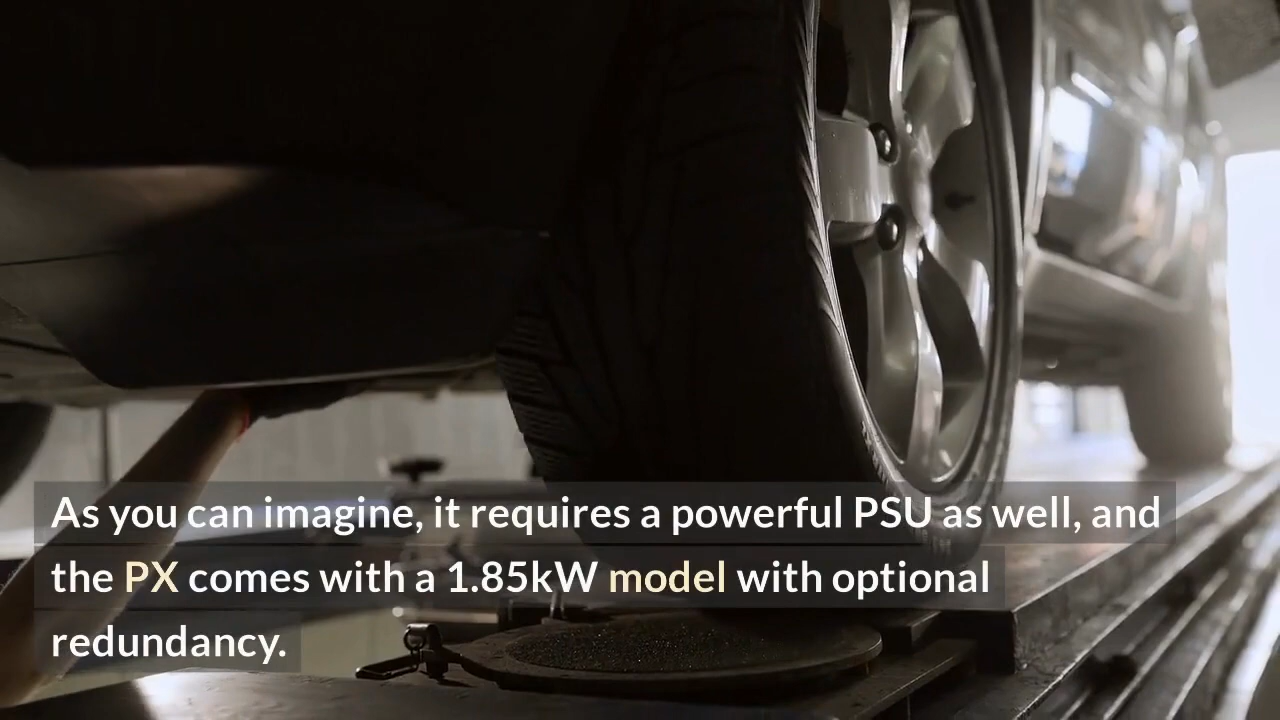 As you can imagine, it requires a powerful PSU as well, and
the PX comes with a 1.85kW model with optional
redundancy.